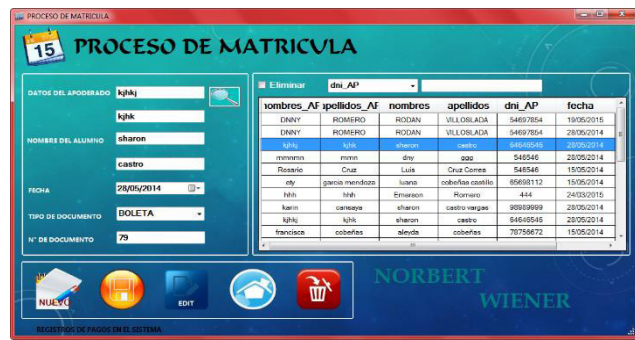 PROCESO DE MATRICULA
15 PROCESO DE MATRICULA
DATOS DEL APODERADO kjhkj
kjhk
NOMBRE DEL ALUMNO sharon
castro
FECHA 28/05/2014
TIPO DE DOCUMENTO BOLETA
N° DE DOCUMENTO 79
Eliminar dni_AP
nombres_AF apellidos_AF nombres apellidos dni_AP fecha
DNNY ROMERO RODAN VILLOSLADA 54697854 19/05/2015
DNNY ROMERO RODAN VILLOSLADA 54697854 28/05/2014
kjhkj kjhk sharon castro 64646546 28/05/2014
mmnmn mmn dny ggg 546546 28/05/2014
Rosario Cruz Luis Cruz Correa 546546 15/05/2014
ely garcia mendoza luana cobeñas castillo 65698112 15/05/2014
hhh hhh Emerson Romero 444 24/03/2015
karin cansaya sharon castro vargas 98989999 28/05/2014
kjhkj kjhk sharon castro 64646546 28/05/2014
francisca cobeñas aleyda cobeñas 78756672 15/05/2014
NUEVO
EDIT
NORBERT
WIENER
REGISTROS DE PAGOS EN EL SISTEMA